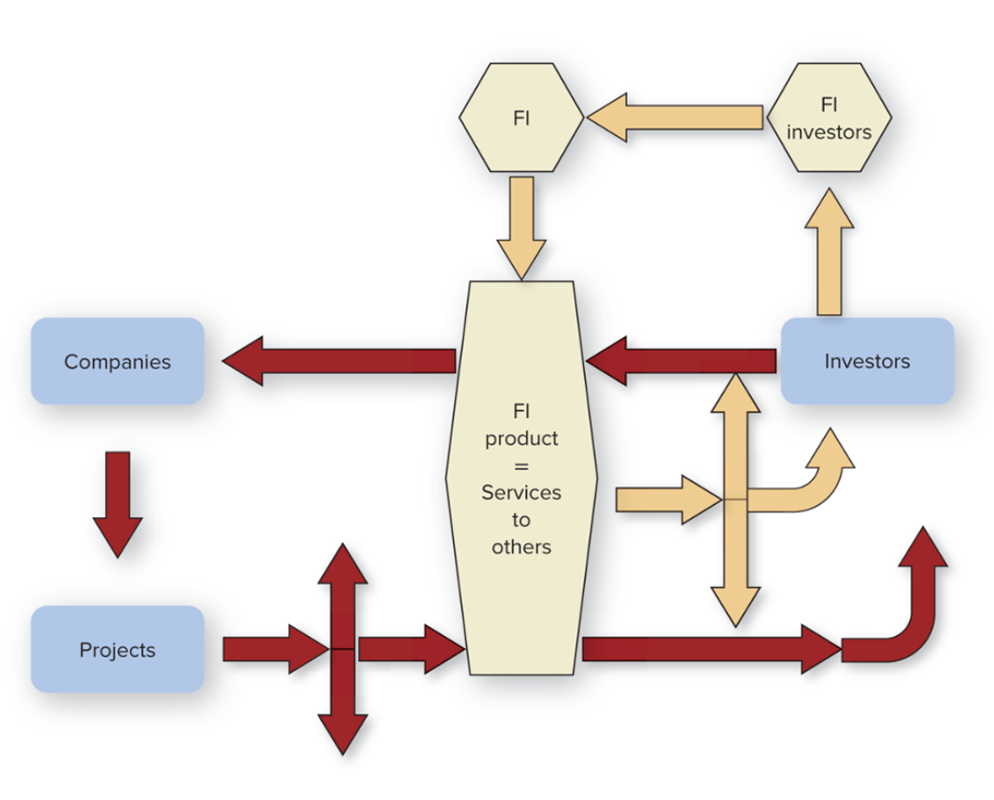 FI
FI
investors
Companies
Investors
FI
product
=
Services
to
others
Projects